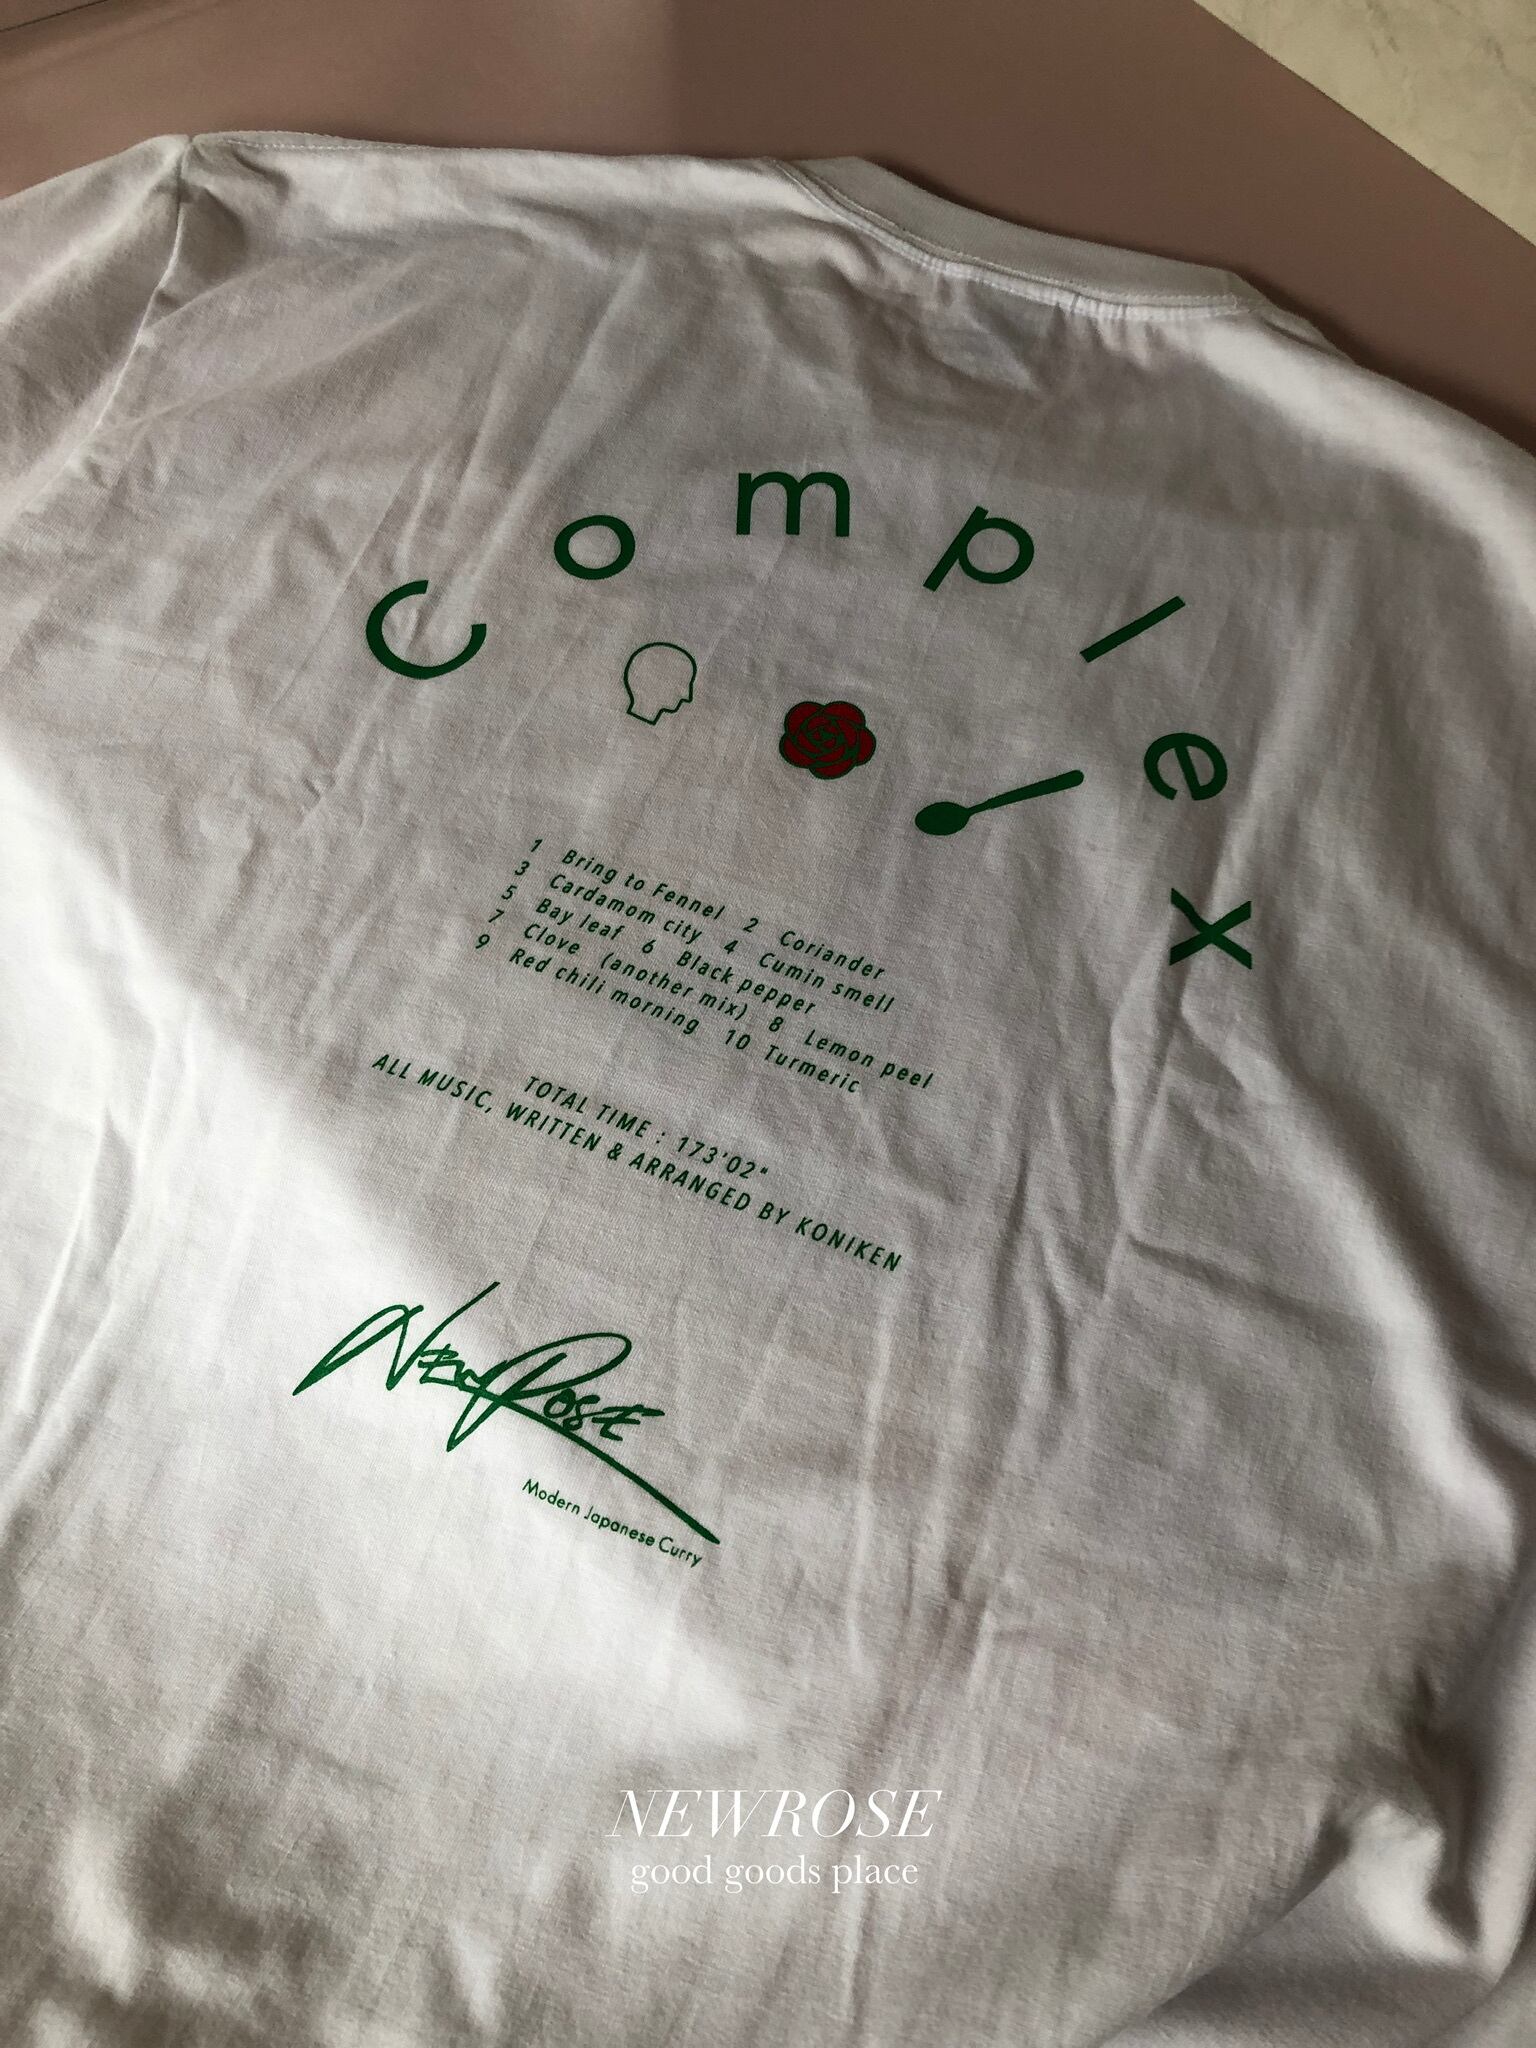 Complex
1 Bring to Fennel 2 Coriander
3 Cardamom city 4 Cumin smell
5 Bay leaf 6 Black pepper
7 Clove (another mix) 8 Lemon peel
9 Red chili morning 10 Turmeric
TOTAL TIME : 173'02"
ALL MUSIC, WRITTEN & ARRANGED BY KONIKEN
NEW ROSE
Modern Japanese Curry
NEWROSE
good goods place